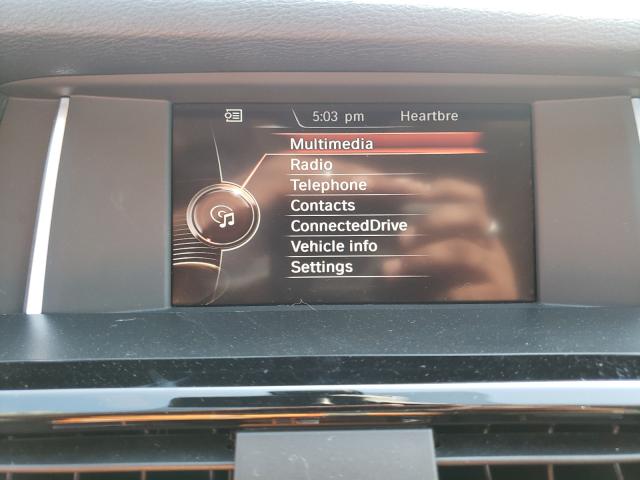 5:03 pm Heartbre
Multimedia
Radio
Telephone
Contacts
ConnectedDrive
Vehicle info
Settings